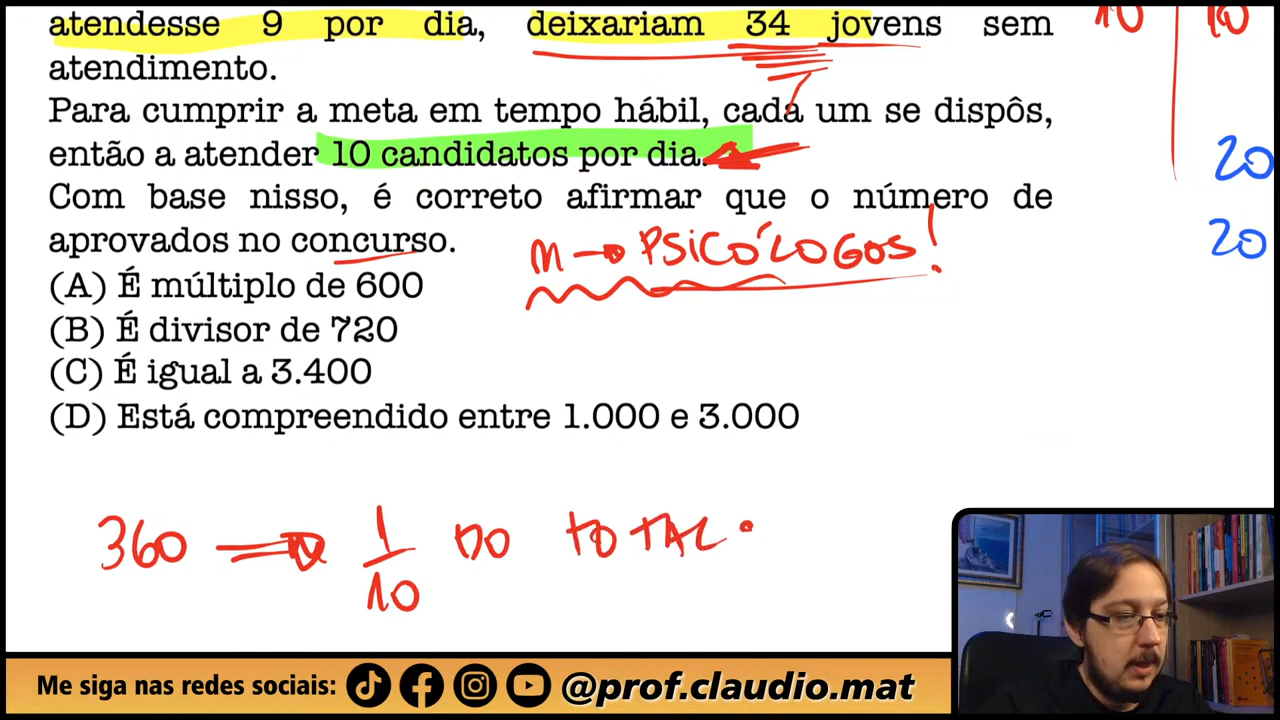 atendesse 9 por dia, deixariam 34 jovens sem
atendimento.
Para cumprir a meta em tempo hábil, cada um se dispôs,
então a atender 10 candidatos por dia.
Com base nisso, é correto afirmar que o número de
aprovados no concurso.
(A) É múltiplo de 600
(B) É divisor de 720
(C) É igual a 3.400
(D) Está compreendido entre 1.000 e 3.000
M → PSICÓLOGOS!
10 10
20
20
360 → 1/10 DO TOTAL
Me siga nas redes sociais: @prof.claudio.mat